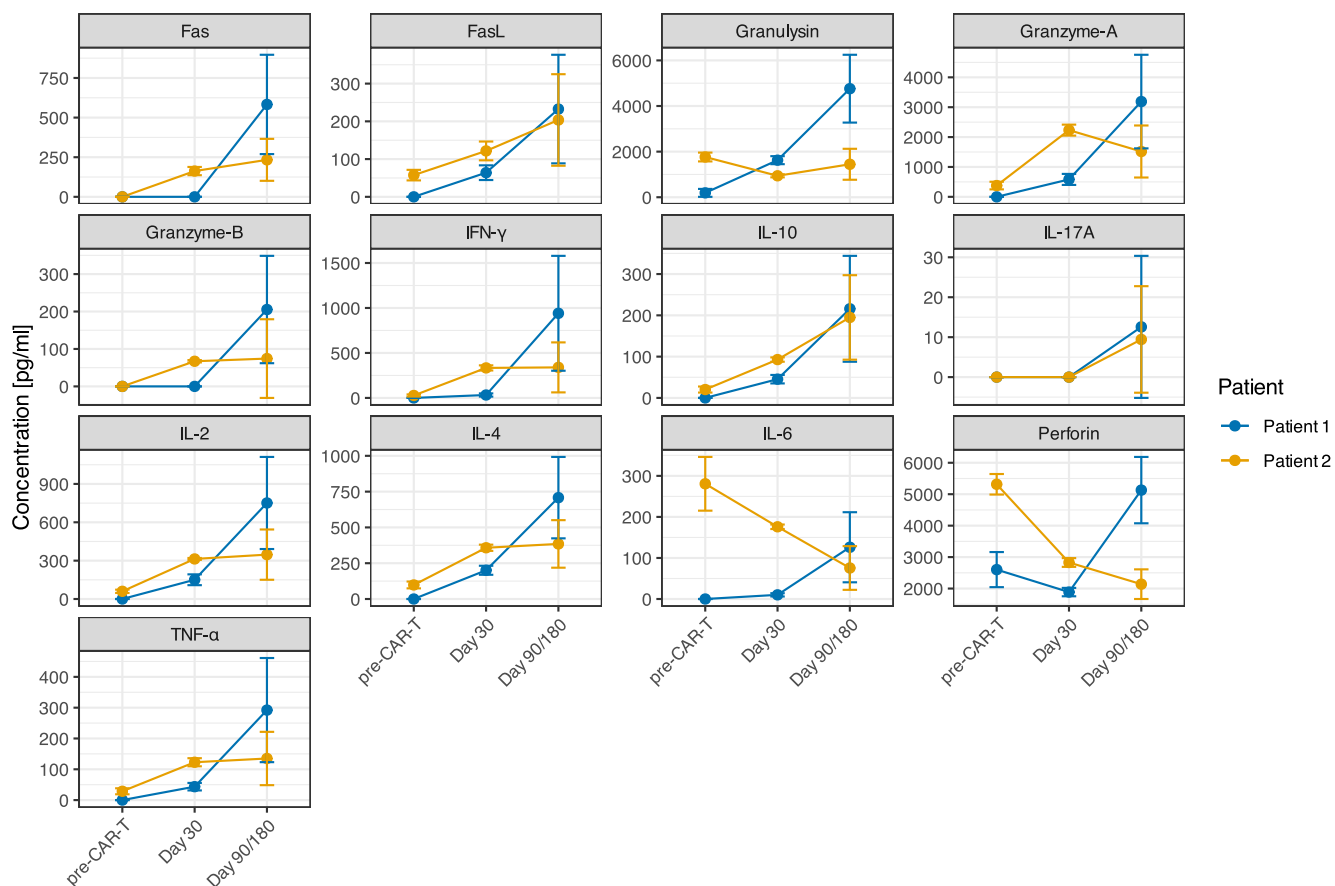 Fas
FasL
Granulysin
Granzyme-A
750
500
250
0
300
200
100
0
6000
4000
2000
0
4000
3000
2000
1000
0
Granzyme-B
IFN-γ
IL-10
IL-17A
300
200
100
0
1500
1000
500
0
300
200
100
0
30
20
10
0
Concentration [pg/ml]
IL-2
IL-4
IL-6
Perforin
900
600
300
0
1000
750
500
250
0
300
200
100
0
6000
5000
4000
3000
2000
TNF-α
400
300
200
100
0
pre-CAR-T
Day 30
Day 90/180
pre-CAR-T
Day 30
Day 90/180
pre-CAR-T
Day 30
Day 90/180
pre-CAR-T
Day 30
Day 90/180
Patient
Patient 1
Patient 2